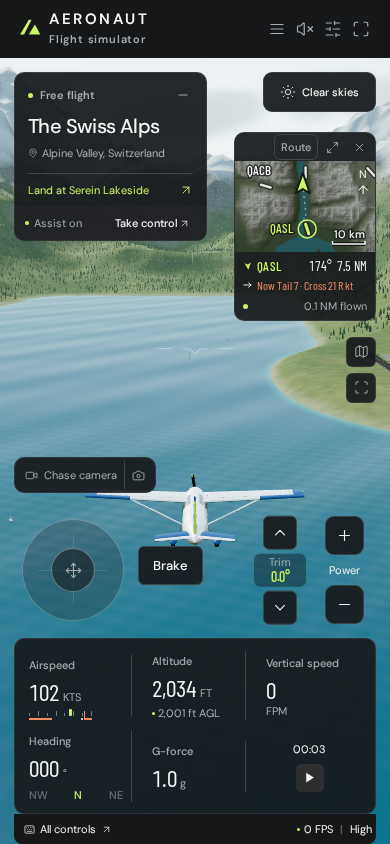 AERONAUT
Flight simulator
Free flight
The Swiss Alps
Alpine Valley, Switzerland
Land at Serein Lakeside
Assist on Take control
Clear skies
Route
QACB
N
QASL
10 km
QASL 174° 7.5 NM
Now Tail 7 · Cross 21 R kt
0.1 NM flown
Chase camera
Brake
Trim
0.0°
Power
Airspeed
102 KTS
Altitude
2,034 FT
2,001 ft AGL
Vertical speed
0
FPM
Heading
000 °
NW N NE
G-force
1.0 g
00:03
All controls
0 FPS | High